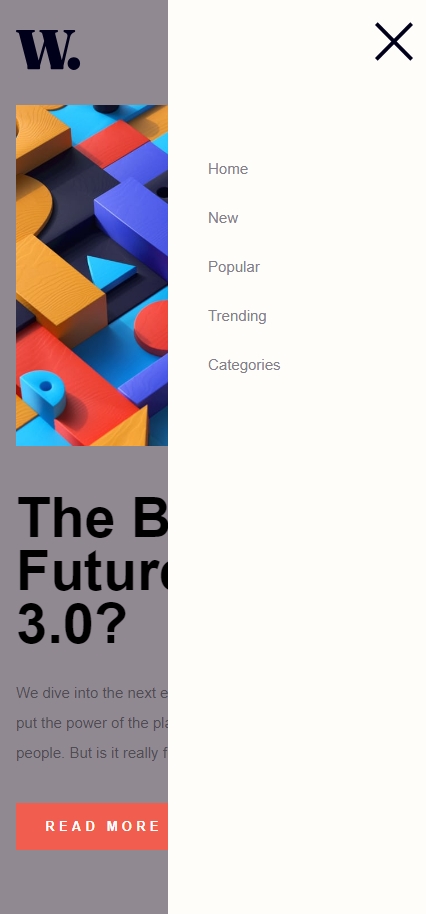 W.
Home
New
Popular
Trending
Categories
The B
Future
3.0?
We dive into the next e
put the power of the pla
people. But is it really f
READ MORE